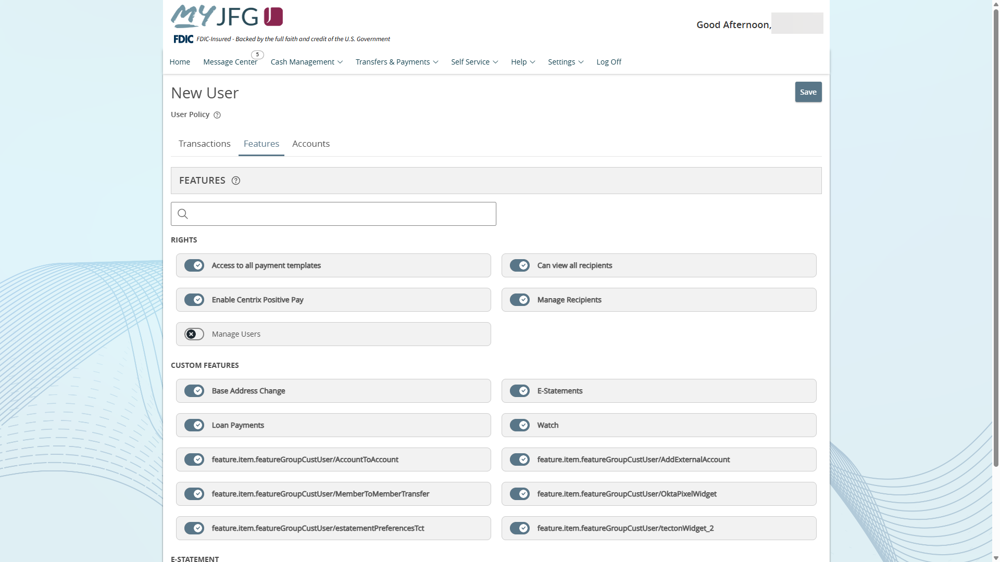 MY JFG J
Good Afternoon,
FDIC FDIC-Insured - Backed by the full faith and credit of the U.S. Government
5
Home Message Center Cash Management Transfers & Payments Self Service Help Settings Log Off
New User
Save
User Policy ?
Transactions Features Accounts
FEATURES ?
RIGHTS
Access to all payment templates
Can view all recipients
Enable Centrix Positive Pay
Manage Recipients
Manage Users
CUSTOM FEATURES
Base Address Change
E-Statements
Loan Payments
Watch
feature.item.featureGroupCustUser/AccountToAccount
feature.item.featureGroupCustUser/AddExternalAccount
feature.item.featureGroupCustUser/MemberToMemberTransfer
feature.item.featureGroupCustUser/OktaPixelWidget
feature.item.featureGroupCustUser/estatementPreferencesTct
feature.item.featureGroupCustUser/tectonWidget_2
E-STATEMENT